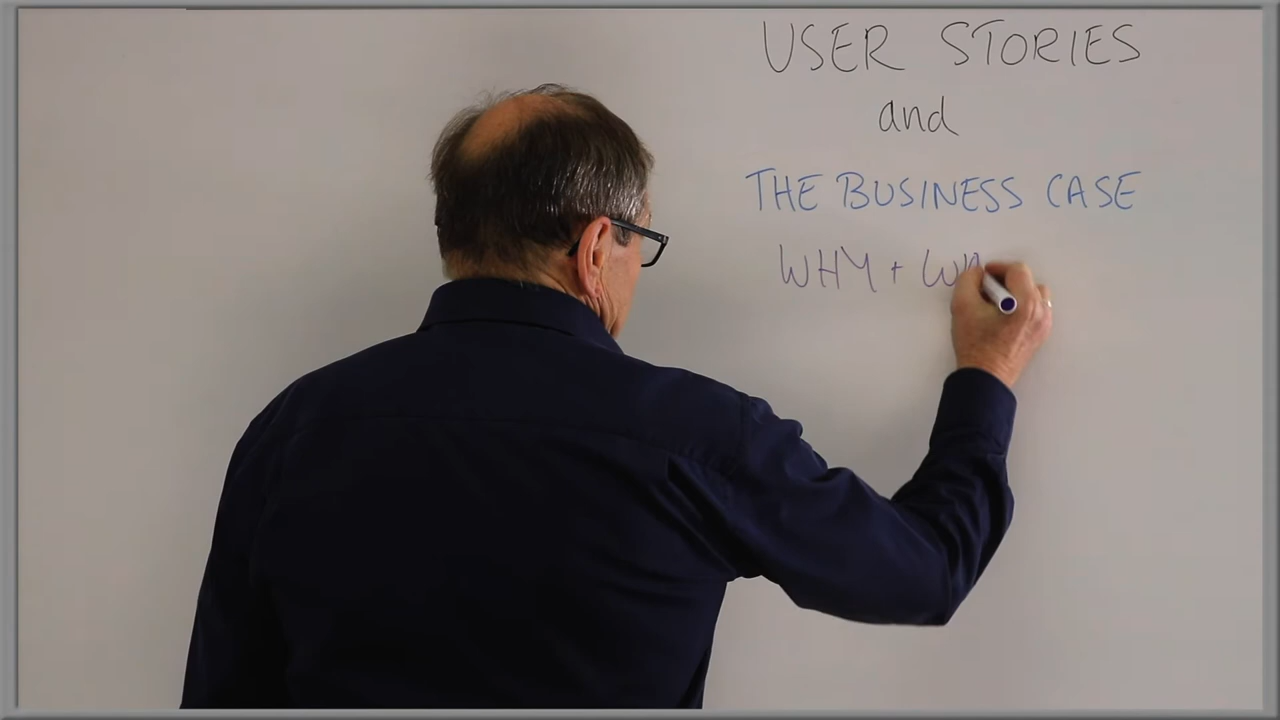 USER STORIES
and
THE BUSINESS CASE
WHY +